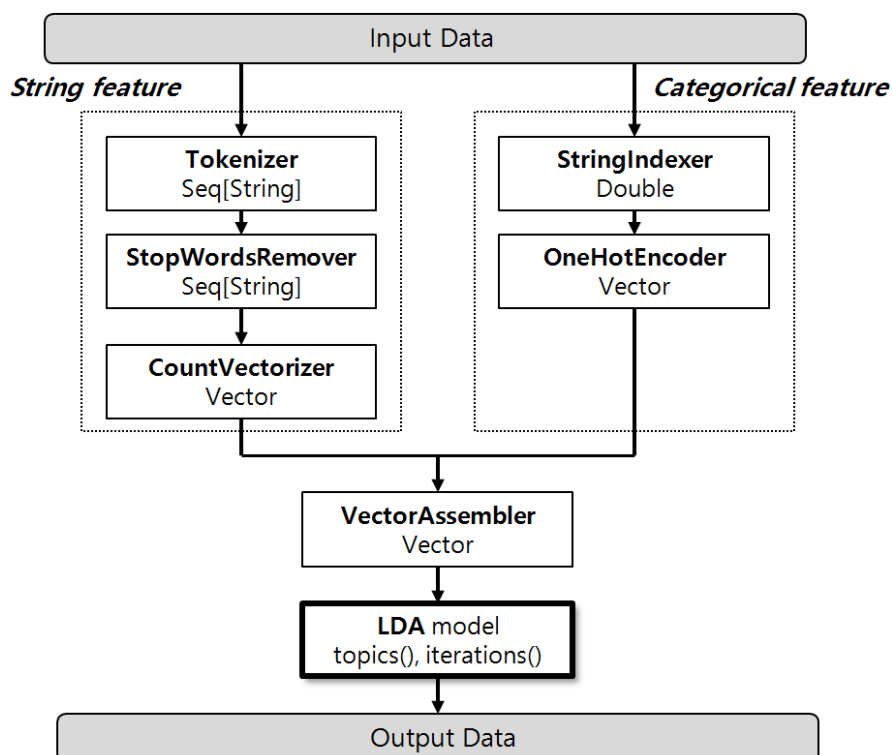 Input Data
String feature
Categorical feature
Tokenizer
Seq[String]
StopWordsRemover
Seq[String]
CountVectorizer
Vector
StringIndexer
Double
OneHotEncoder
Vector
VectorAssembler
Vector
LDA model
topics(), iterations()
Output Data